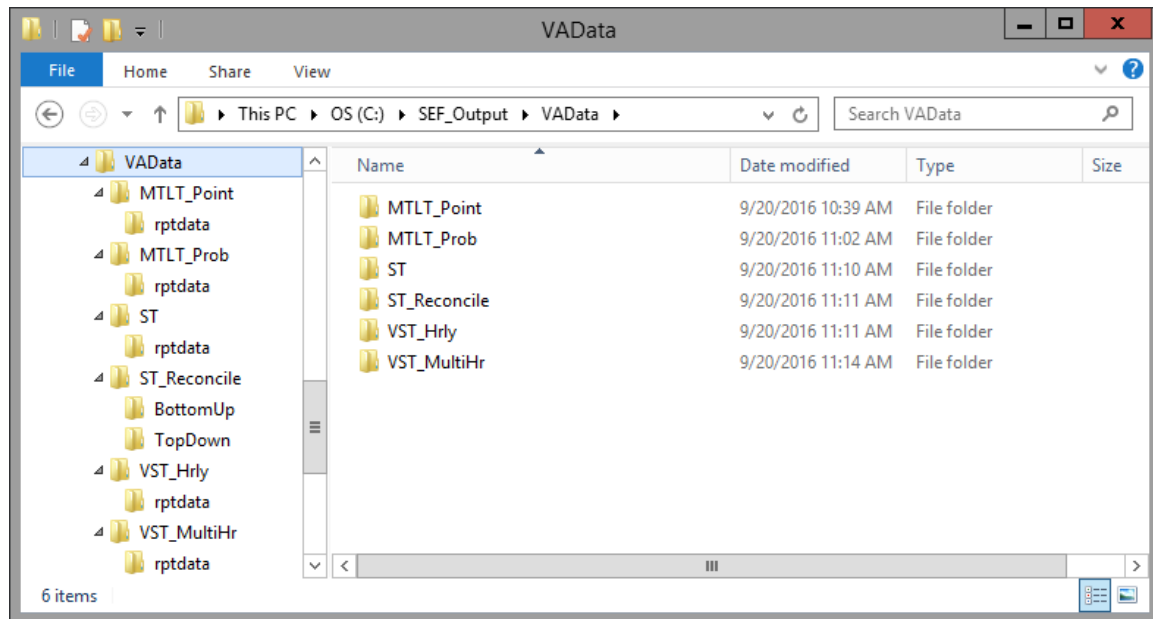 VAData
File Home Share View
This PC OS (C:) SEF_Output VAData Search VAData
VAData
MTLT_Point
rptdata
MTLT_Prob
rptdata
ST
rptdata
ST_Reconcile
BottomUp
TopDown
VST_Hrly
rptdata
VST_MultiHr
rptdata
Name Date modified Type Size
MTLT_Point 9/20/2016 10:39 AM File folder
MTLT_Prob 9/20/2016 11:02 AM File folder
ST 9/20/2016 11:10 AM File folder
ST_Reconcile 9/20/2016 11:11 AM File folder
VST_Hrly 9/20/2016 11:11 AM File folder
VST_MultiHr 9/20/2016 11:14 AM File folder
6 items